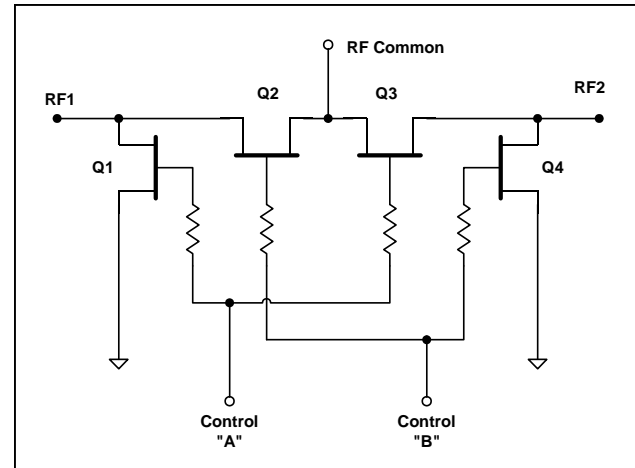 RF Common
Q2
Q3
RF1
RF2
Q1
Q4
Control
"A"
Control
"B"